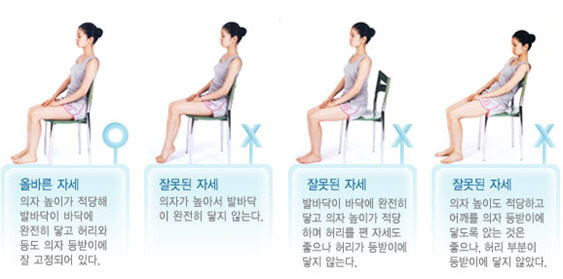 올바른 자세
의자 높이가 적당해
발바닥이 바닥에
완전히 닿고 허리와
등도 의자 등받이에
잘 고정되어 있다.
잘못된 자세
의자가 높아서 발바닥
이 완전히 닿지 않는다.
잘못된 자세
발바닥이 바닥에 완전히
닿고 의자 높이가 적당
하며 허리를 편 자세도
좋으나 허리가 등받이에
닿지 않는다.
잘못된 자세
의자 높이도 적당하고
어깨를 의자 등받이에
닿도록 앉는 것은
좋으나, 허리 부분이
등받이에 닿지 않았다.